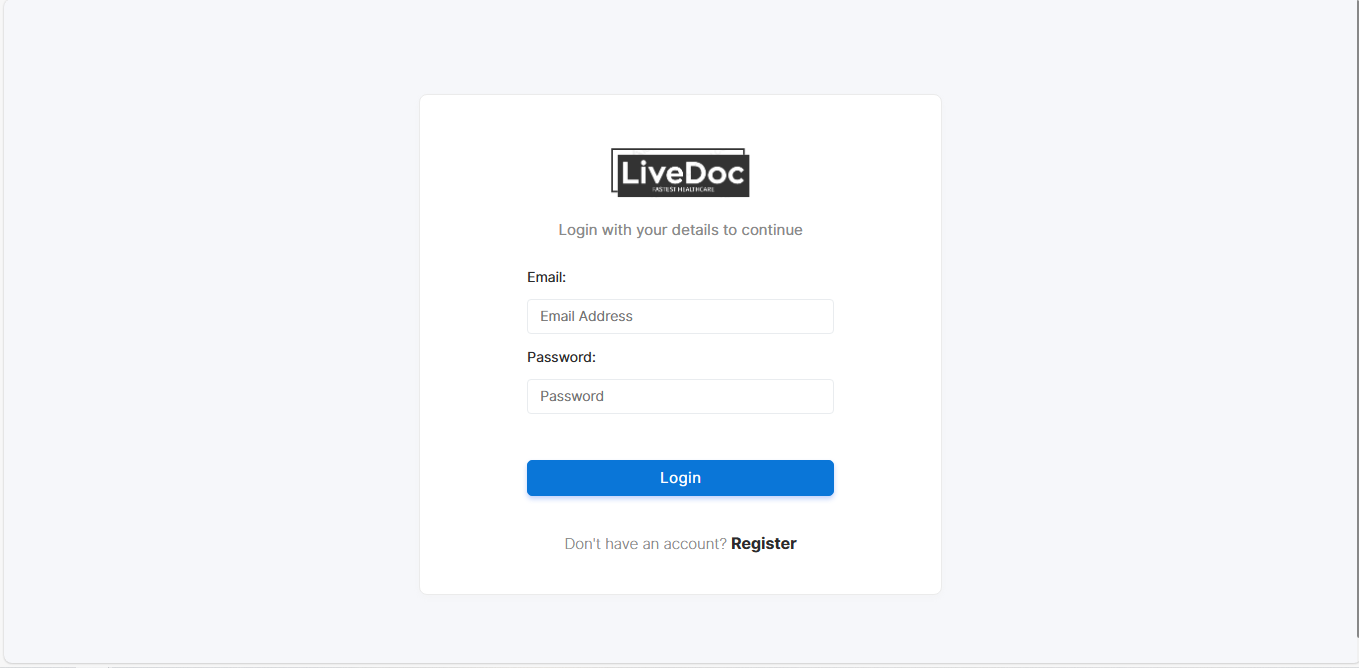 LiveDoc
FASTEST HEALTHCARE
Login with your details to continue
Email:
Email Address
Password:
Password
Login
Don't have an account? Register